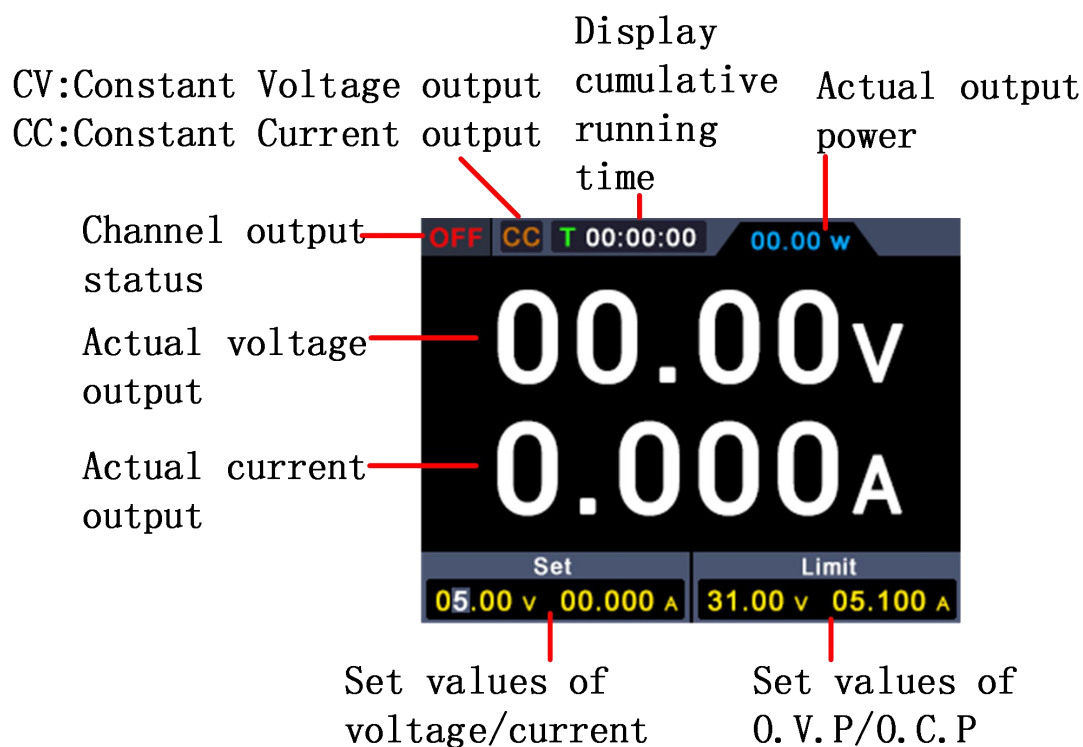 Display
cumulative
running
time
CV:Constant Voltage output
CC:Constant Current output
Actual output
power
Channel output
status
OFF CC T 00:00:00 00.00 W
Actual voltage
output
00.00V
Actual current
output
0.000A
Set
Limit
05.00 V 00.000 A
31.00 V 05.100 A
Set values of
voltage/current
Set values of
O.V.P/O.C.P